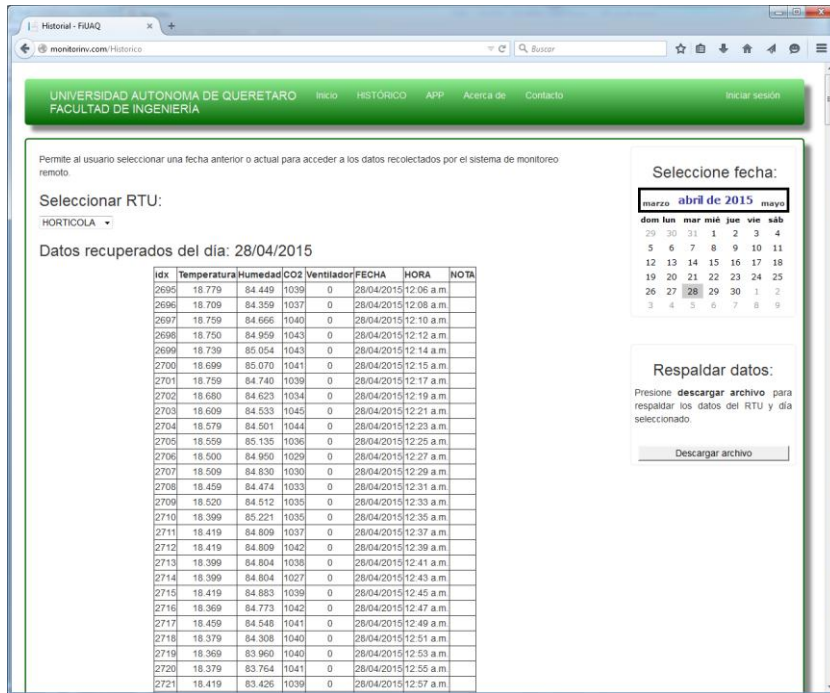 Historial - FiUAQ
monitorinv.com/Historico
Buscar
UNIVERSIDAD AUTONOMA DE QUERETARO
FACULTAD DE INGENIERÍA
Inicio HISTÓRICO APP Acerca de Contacto
Iniciar sesión
Permite al usuario seleccionar una fecha anterior o actual para acceder a los datos recolectados por el sistema de monitoreo
remoto.
Seleccionar RTU:
HORTICOLA
Datos recuperados del día: 28/04/2015
idx Temperatura Humedad CO2 Ventilador FECHA HORA NOTA
2695 18.779 84.449 1039 0 28/04/2015 12:06 a.m.
2696 18.709 84.359 1037 0 28/04/2015 12:08 a.m.
2697 18.759 84.666 1040 0 28/04/2015 12:10 a.m.
2698 18.750 84.959 1043 0 28/04/2015 12:12 a.m.
2699 18.739 85.054 1043 0 28/04/2015 12:14 a.m.
2700 18.699 85.070 1041 0 28/04/2015 12:15 a.m.
2701 18.759 84.740 1039 0 28/04/2015 12:17 a.m.
2702 18.680 84.623 1034 0 28/04/2015 12:19 a.m.
2703 18.609 84.533 1045 0 28/04/2015 12:21 a.m.
2704 18.579 84.501 1044 0 28/04/2015 12:23 a.m.
2705 18.559 85.135 1036 0 28/04/2015 12:25 a.m.
2706 18.500 84.950 1029 0 28/04/2015 12:27 a.m.
2707 18.509 84.830 1030 0 28/04/2015 12:29 a.m.
2708 18.459 84.474 1033 0 28/04/2015 12:31 a.m.
2709 18.520 84.512 1035 0 28/04/2015 12:33 a.m.
2710 18.399 85.221 1035 0 28/04/2015 12:35 a.m.
2711 18.419 84.809 1037 0 28/04/2015 12:37 a.m.
2712 18.419 84.809 1042 0 28/04/2015 12:39 a.m.
2713 18.399 84.804 1038 0 28/04/2015 12:41 a.m.
2714 18.399 84.804 1027 0 28/04/2015 12:43 a.m.
2715 18.419 84.883 1039 0 28/04/2015 12:45 a.m.
2716 18.369 84.773 1042 0 28/04/2015 12:47 a.m.
2717 18.459 84.548 1041 0 28/04/2015 12:49 a.m.
2718 18.379 84.308 1040 0 28/04/2015 12:51 a.m.
2719 18.369 83.960 1040 0 28/04/2015 12:53 a.m.
2720 18.379 83.764 1041 0 28/04/2015 12:55 a.m.
2721 18.419 83.426 1039 0 28/04/2015 12:57 a.m.
Seleccione fecha:
marzo abril de 2015 mayo
dom lun mar mié jue vie sáb
29 30 31 1 2 3 4
5 6 7 8 9 10 11
12 13 14 15 16 17 18
19 20 21 22 23 24 25
26 27 28 29 30 1 2
3 4 5 6 7 8 9
Respaldar datos:
Presione descargar archivo para
respaldar los datos del RTU y día
seleccionado.
Descargar archivo